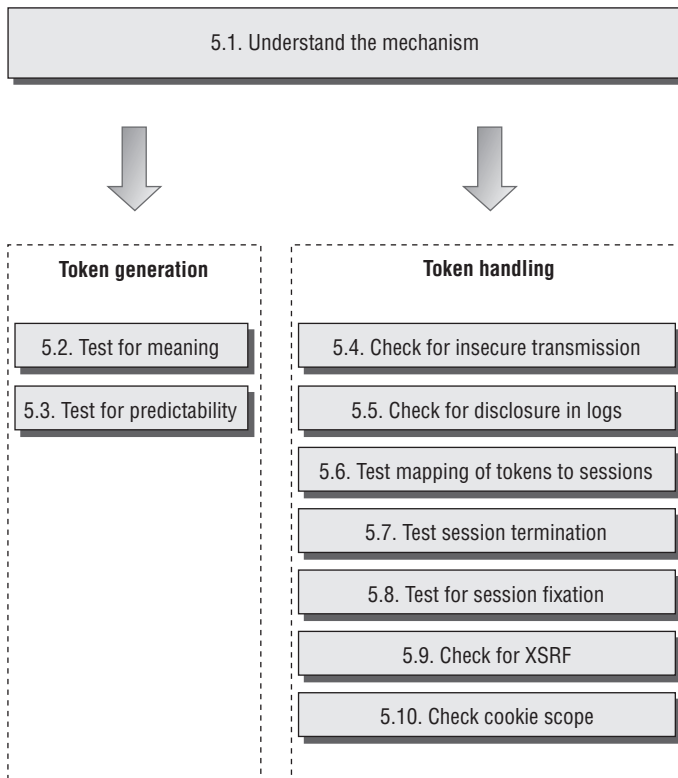 5.1. Understand the mechanism
Token generation
5.2. Test for meaning
5.3. Test for predictability
Token handling
5.4. Check for insecure transmission
5.5. Check for disclosure in logs
5.6. Test mapping of tokens to sessions
5.7. Test session termination
5.8. Test for session fixation
5.9. Check for XSRF
5.10. Check cookie scope